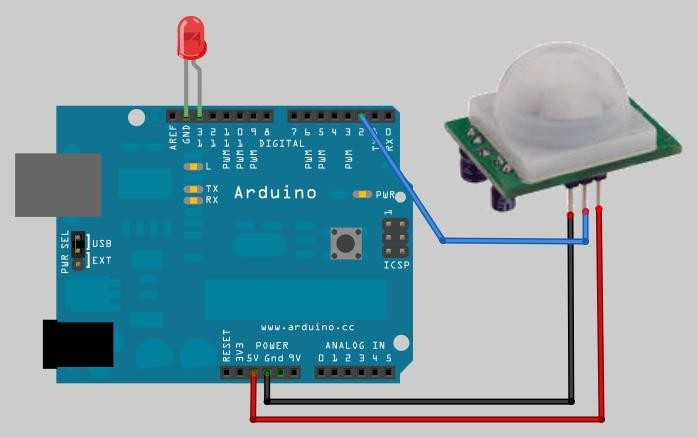 AREF
GND
13
12
11
10
9
8
7
6
5
4
3
2
TX 1
RX 0
PWM
PWM
PWM
PWM
PWM
PWM
DIGITAL
L
TX
RX
Arduino
PWR
1
ICSP
PWR SEL
USB
EXT
www.arduino.cc
RESET
3V3
POWER
5V Gnd 9V
ANALOG IN
0 1 2 3 4 5